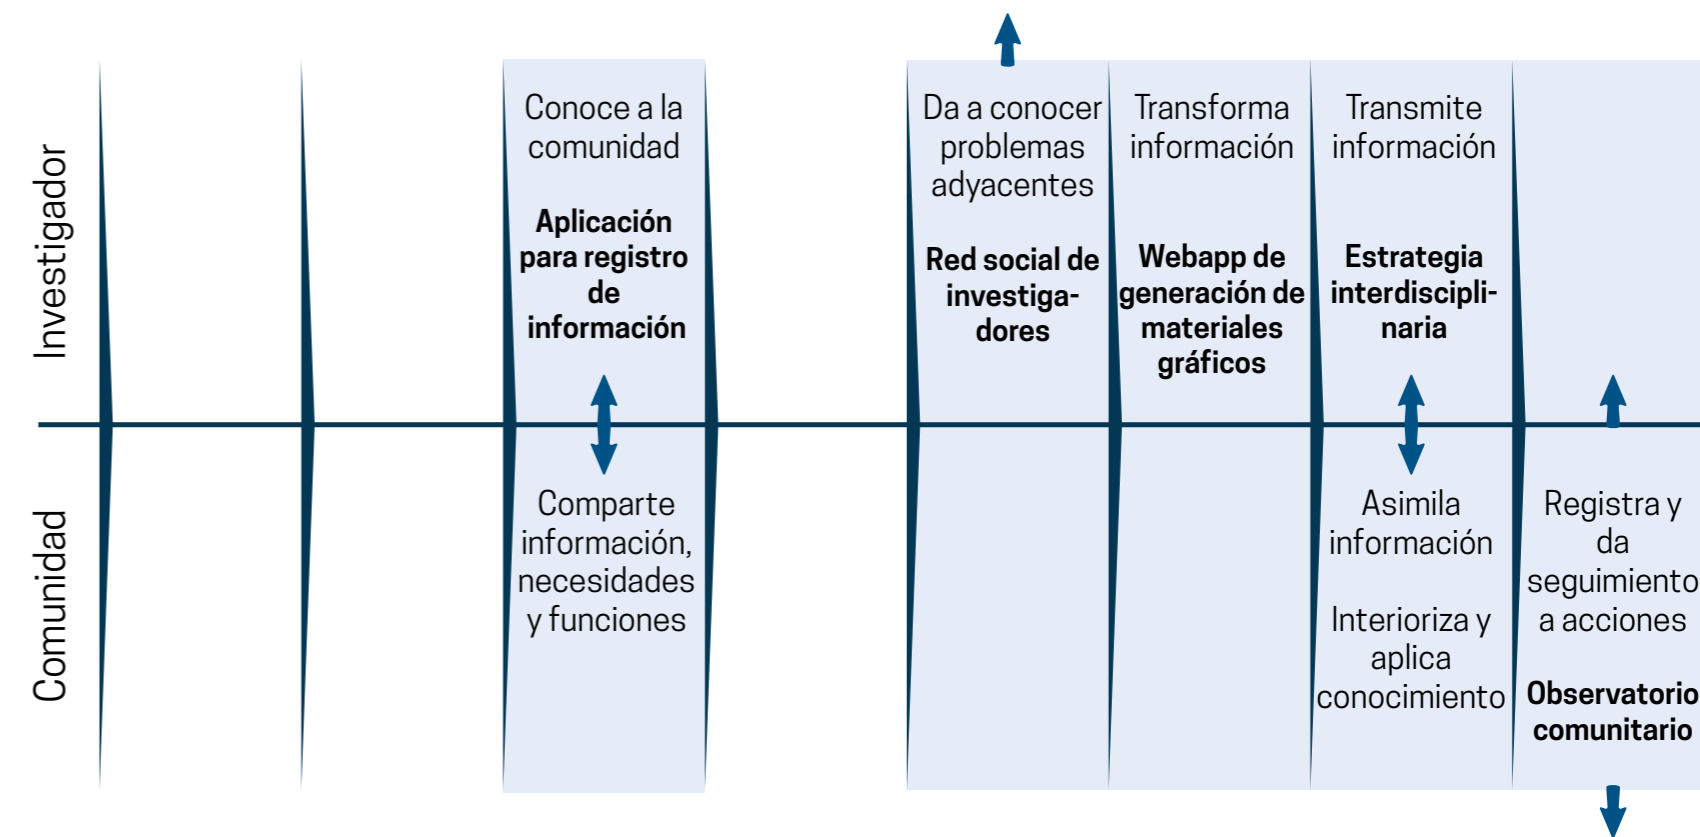 Investigador
Conoce a la
comunidad
Aplicación
para registro
de
información
Da a conocer
problemas
adyacentes
Red social de
investiga-
dores
Transforma
información
Webapp de
generación de
materiales
gráficos
Transmite
información
Estrategia
interdiscipli-
naria
Comunidad
Comparte
información,
necesidades
y funciones
Asimila
información
Interioriza y
aplica
conocimiento
Registra y
da
seguimiento
a acciones
Observatorio
comunitario